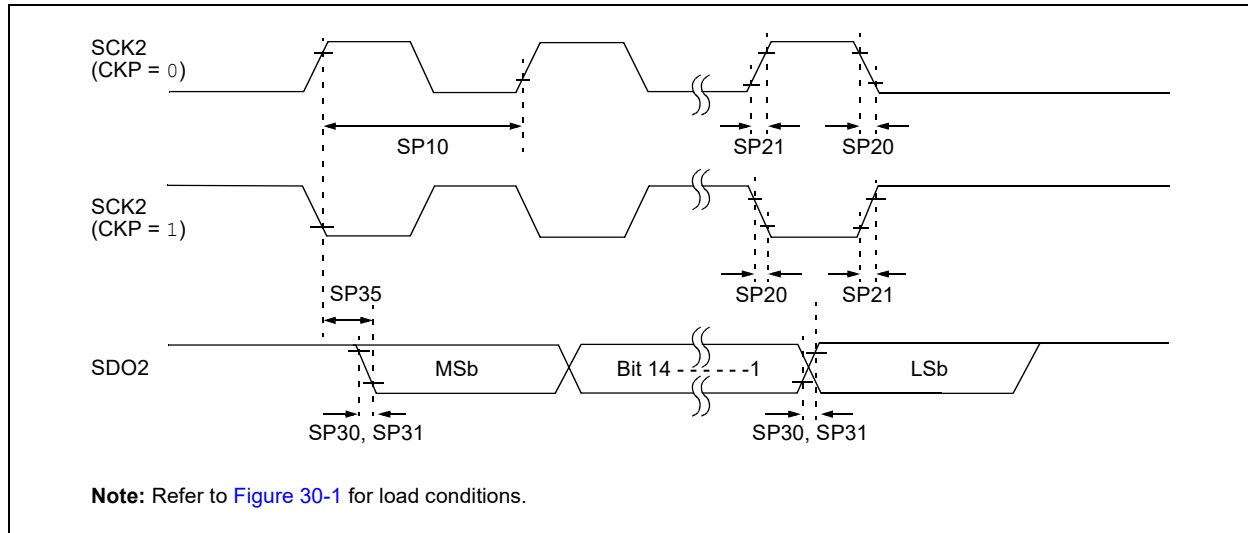 SCK2
(CKP = 0)
SP10
SP21
SP20
SCK2
(CKP = 1)
SP20
SP21
SP35
SDO2
MSb
Bit 14 - - - - - - -1
LSb
SP30, SP31
SP30, SP31
Note: Refer to Figure 30-1 for load conditions.